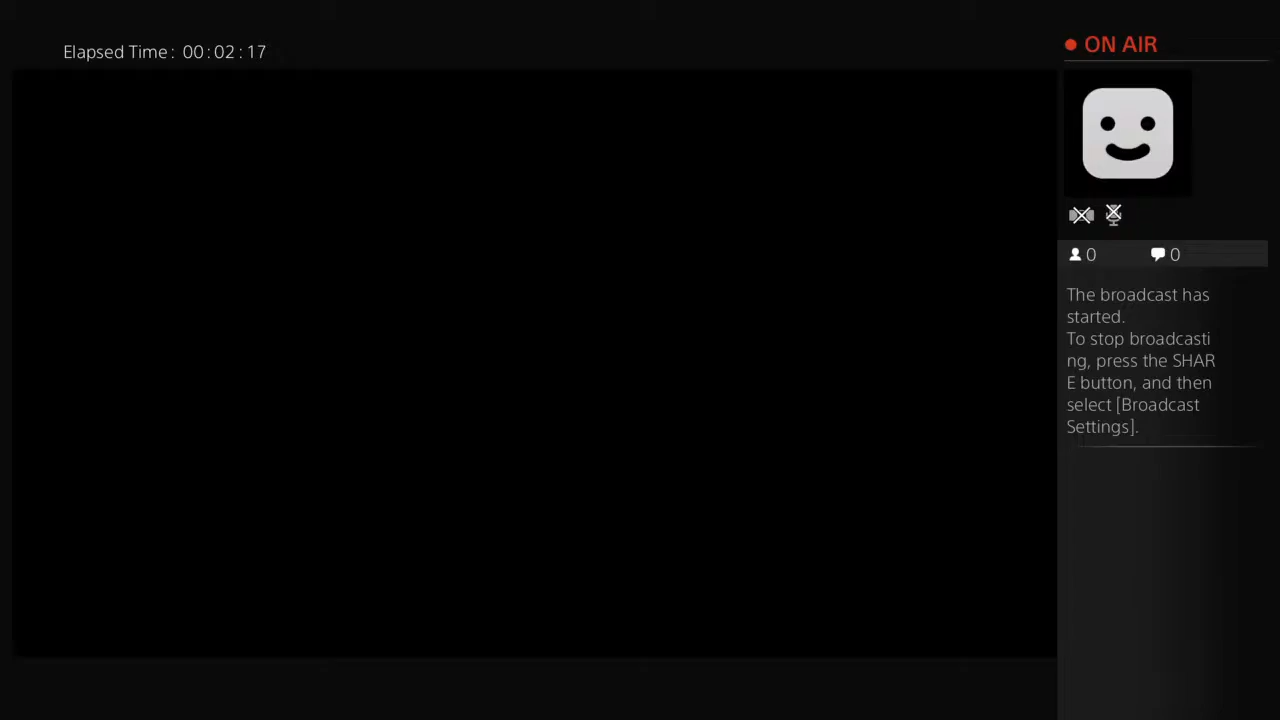 Elapsed Time: 00:02:17
ON AIR
0
0
The broadcast has
started.
To stop broadcasti
ng, press the SHAR
E button, and then
select [Broadcast
Settings].